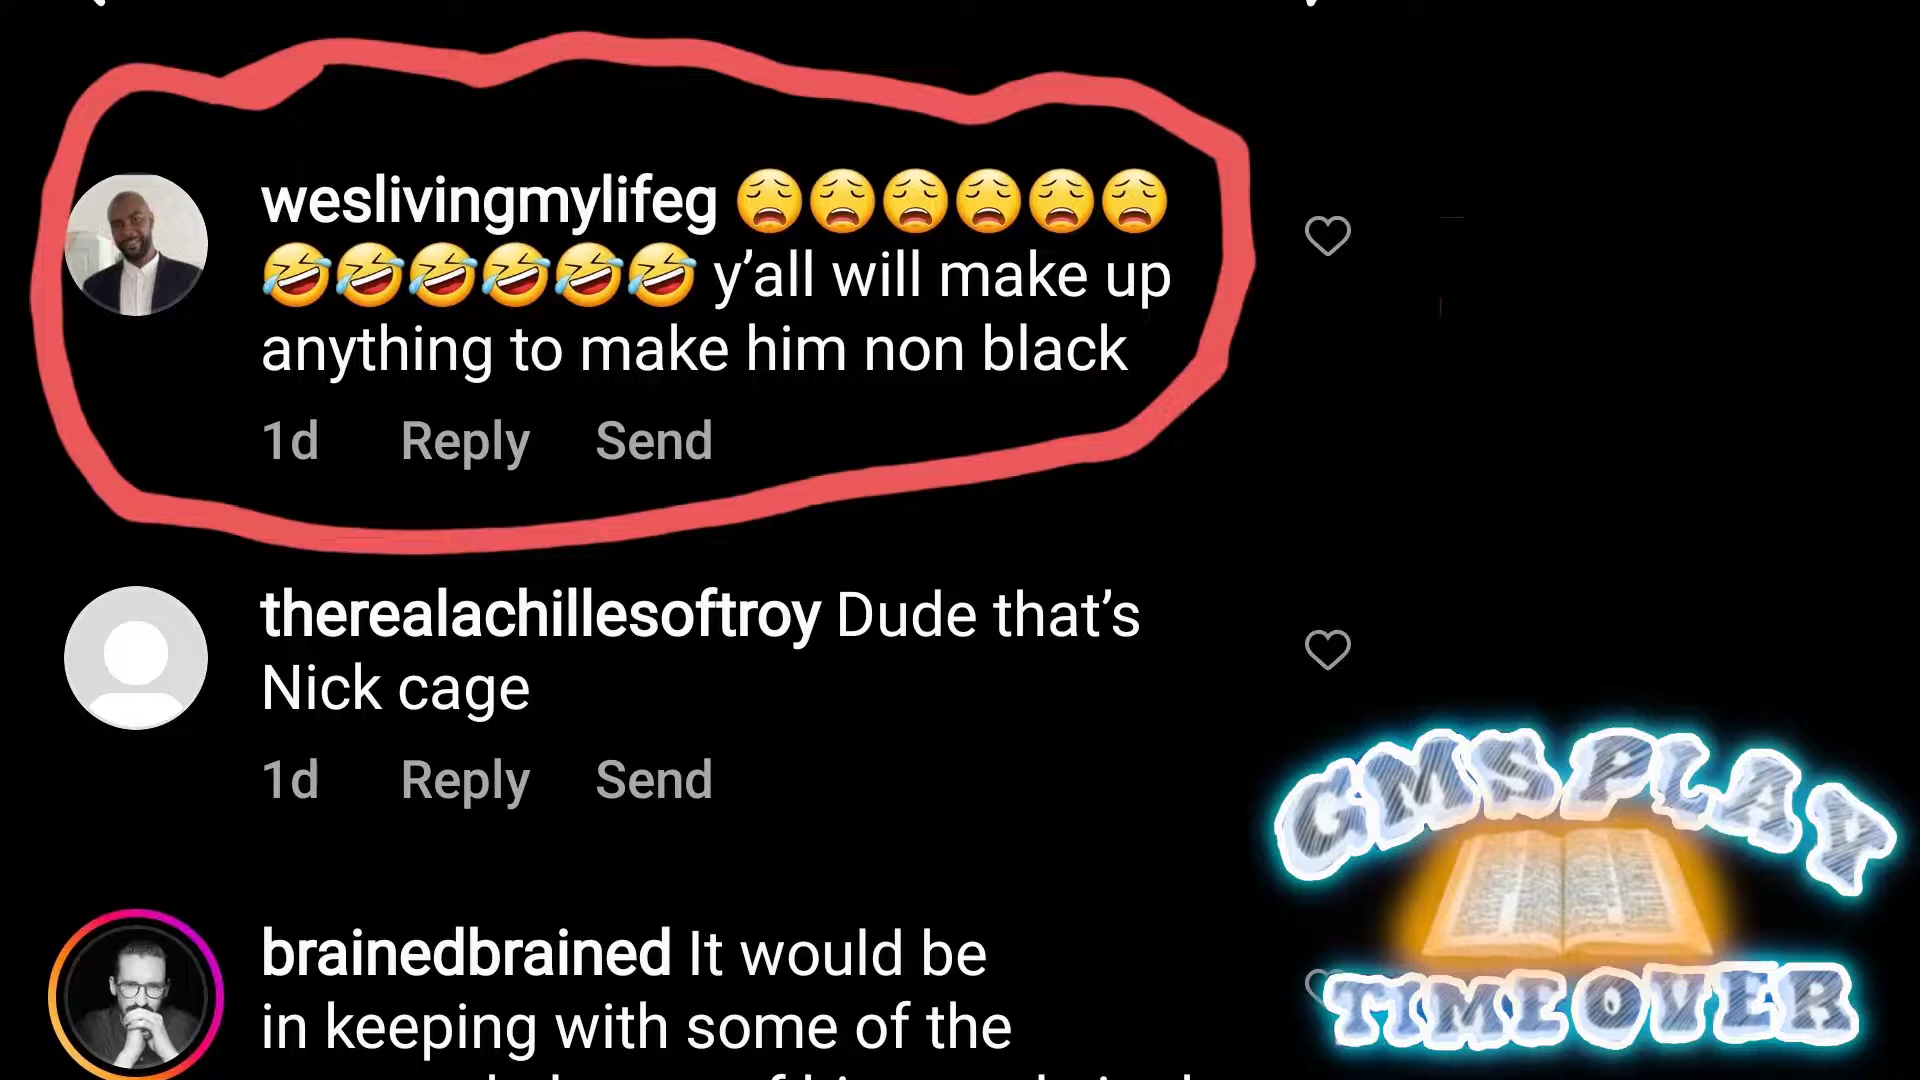 weslivingmylifeg 😩😩😩😩😩😩
🤣🤣🤣🤣🤣🤣 y’all will make up
anything to make him non black
1d Reply Send
therealachillesoftroy Dude that’s
Nick cage
1d Reply Send
brainedbrained It would be
in keeping with some of the
GMS PLAY
TIME OVER